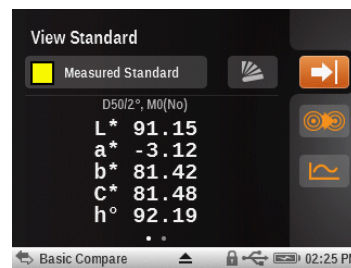 View Standard
Measured Standard
D50/2°, M0(No)
L* 91.15
a* -3.12
b* 81.42
C* 81.48
h° 92.19
Basic Compare 02:25 P